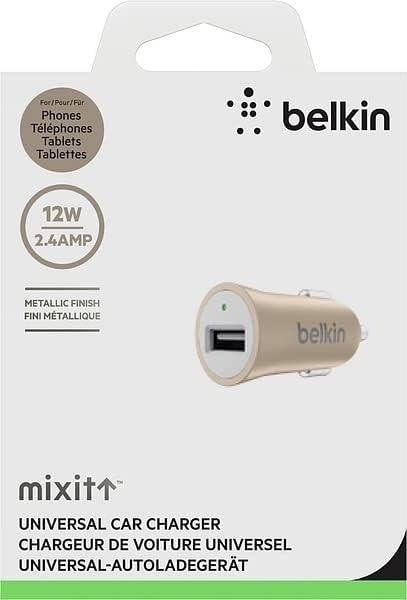 For/Pour/Für
Phones
Téléphones
Tablets
Tablettes
belkin
12W
2.4AMP
METALLIC FINISH
FINI MÉTALLIQUE
belkin
mixit↑™
UNIVERSAL CAR CHARGER
CHARGEUR DE VOITURE UNIVERSEL
UNIVERSAL-AUTOLADEGERÄT